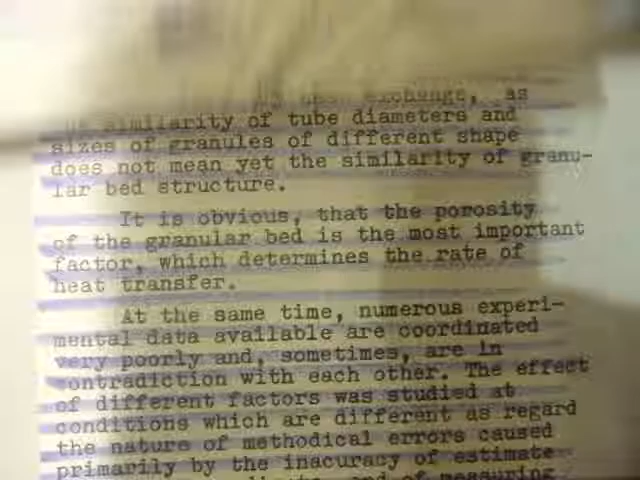 exchange, as
similarity of tube diameters and
sizes of granules of different shape
does not mean yet the similarity of granu-
lar bed structure.
It is obvious, that the porosity
of the granular bed is the most important
factor, which determines the rate of
heat transfer.
At the same time, numerous experi-
mental data available are coordinated
very poorly and, sometimes, are in
contradiction with each other. The effect
of different factors was studied at
conditions which are different as regard
the nature of methodical errors caused
primarily by the inacuracy of estimate
and of measuring